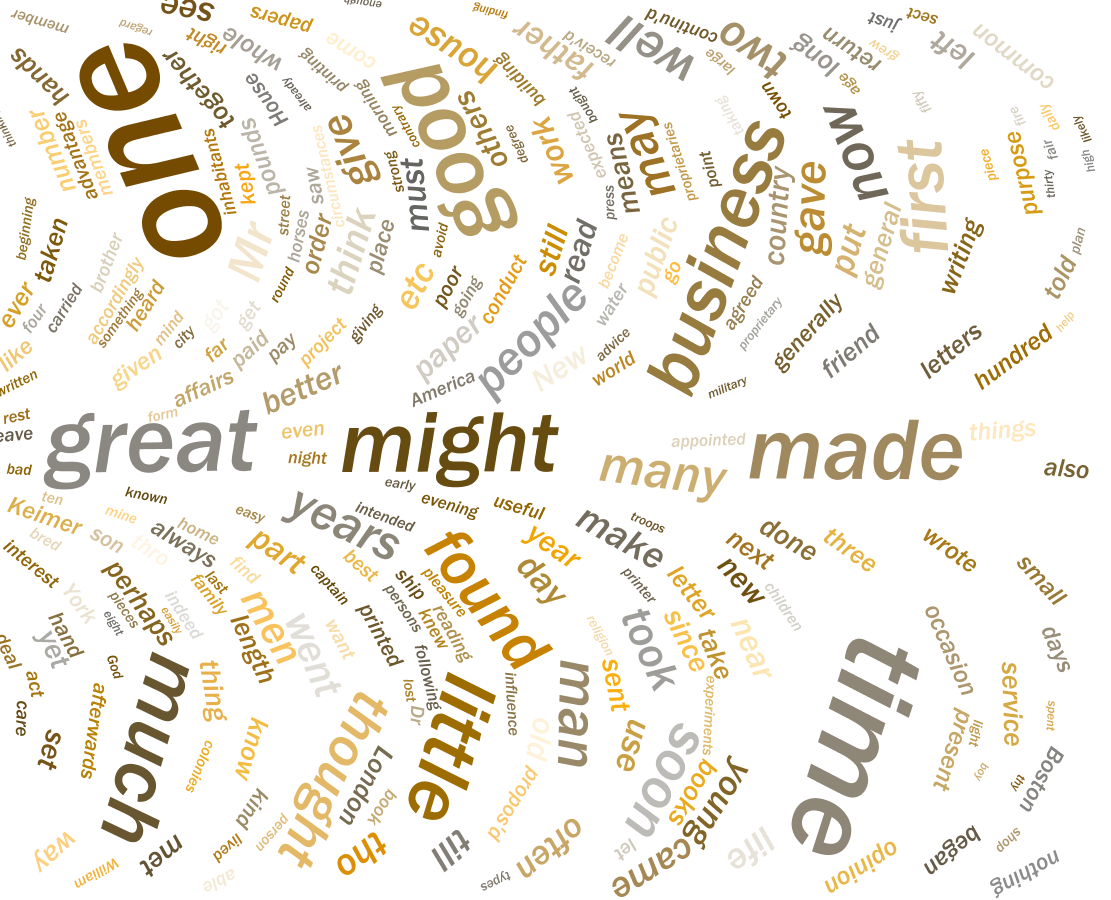 member
regard
see
papers
enough
finding
continu'd
just
sect
hands
right
whole
come
house
father
receiv'd
well
large
two
long
return
grew
left
common
one
together
House
already
printing
morning
good
building
bought
age
town
fifty
think
number
advantage
members
inhabitants
kept
pounds
circumstances
saw
give
contrary
strong
others
degree
work
expected
means
may
proprietaries
taking
point
now
first
piece
purpose
fire
daily
fair
thirty
likely
high
beginning
taken
brother
Mr
street
horses
order
think
place
must
avoid
still
read
press
become
public
go
business
country
gave
put
general
writing
told
plan
ever
four
carried
accordingly
something
heard
got
get
round
etc
poor
going
conduct
people
water
agreed
proprietary
generally
friend
letters
hundred
help
like
given
mind
city
far
paid
pay
project
giving
paper
America
New
advice
world
military
written
affairs
better
rest
form
great
even
might
many
appointed
made
things
eave
bad
night
also
ten
known
early
evening
useful
Keimer
mine
home
easy
years
intended
troops
bred
son
thro
always
part
best
found
year
make
done
next
three
wrote
small
interest
York
perhaps
indeed
last
family
find
captain
ship
pleasure
day
printer
letter
new
children
pieces
eight
easily
men
want
persons
knew
reading
since
take
near
hand
yet
length
went
printed
following
religion
took
occasion
days
deal
God
much
thing
lost
Dr
little
influence
man
sent
experiments
time
service
act
care
set
afterwards
colonies
know
thought
London
old
use
soon
present
light
spent
kind
person
book
propos'd
books
young
boy
thy
Boston
way
William
met
lived
able
tho
till
types
often
let
came
life
opinion
began
shop
nothing